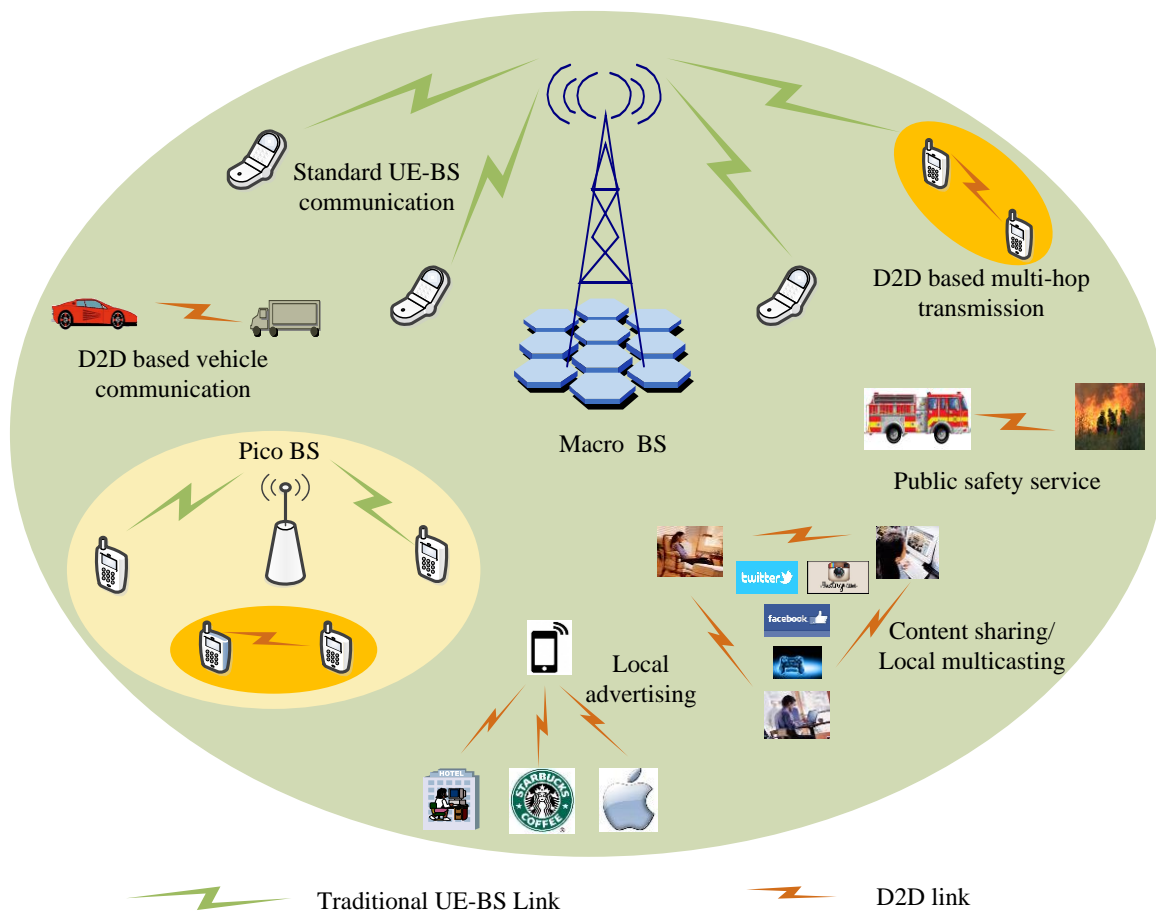 Standard UE-BS
communication
D2D based multi-hop
transmission
D2D based vehicle
communication
Macro BS
Pico BS
Public safety service
twitter
facebook
Content sharing/
Local multicasting
Local
advertising
HOTEL
STARBUCKS
COFFEE
®
Traditional UE-BS Link
D2D link